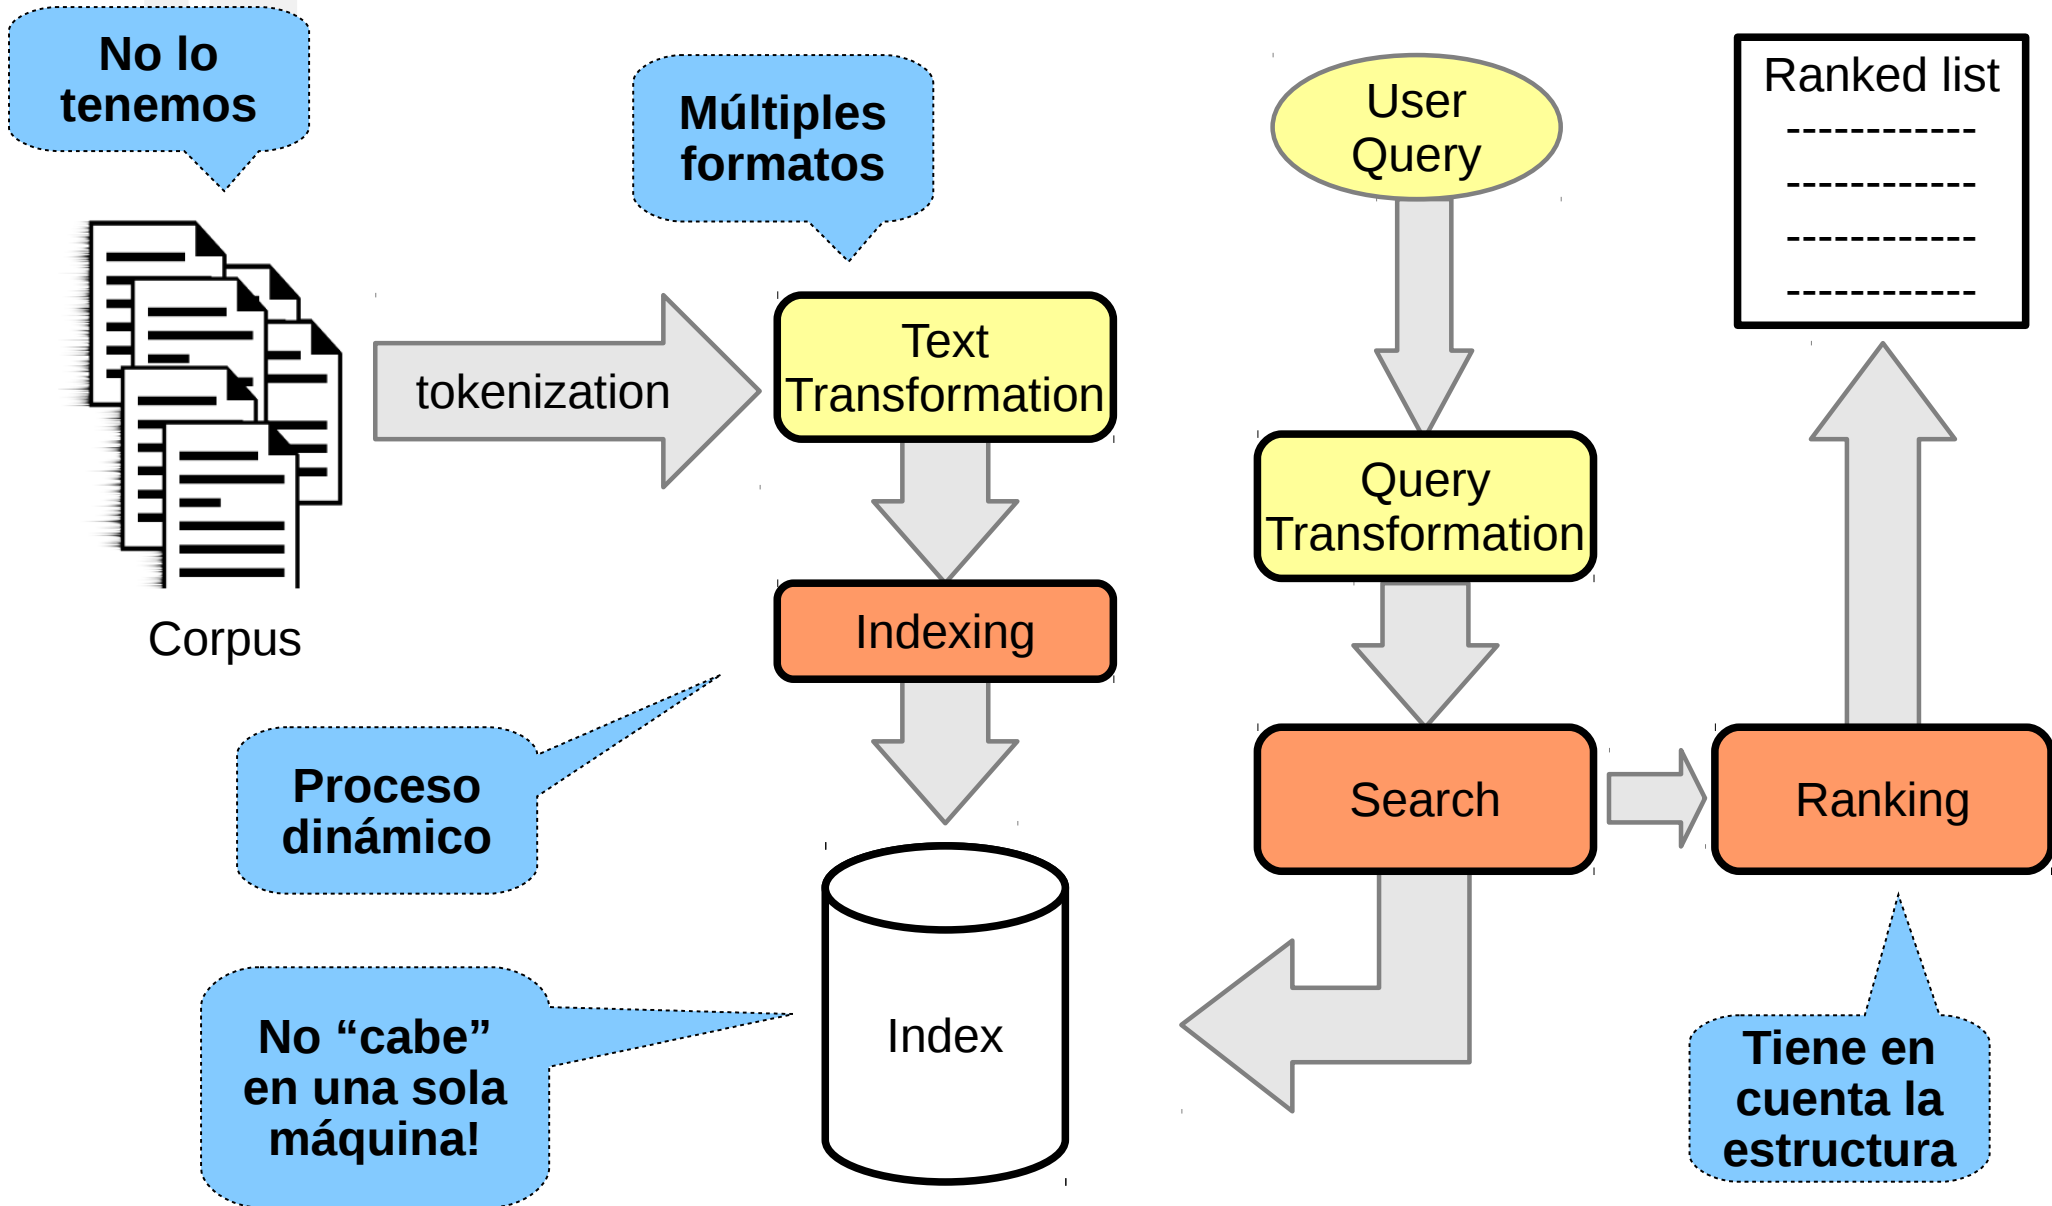 No lo
tenemos
Múltiples
formatos
User
Query
Ranked list
------------
------------
------------
------------
tokenization
Text
Transformation
Query
Transformation
Corpus
Indexing
Proceso
dinámico
Search
Ranking
No “cabe”
en una sola
máquina!
Index
Tiene en
cuenta la
estructura